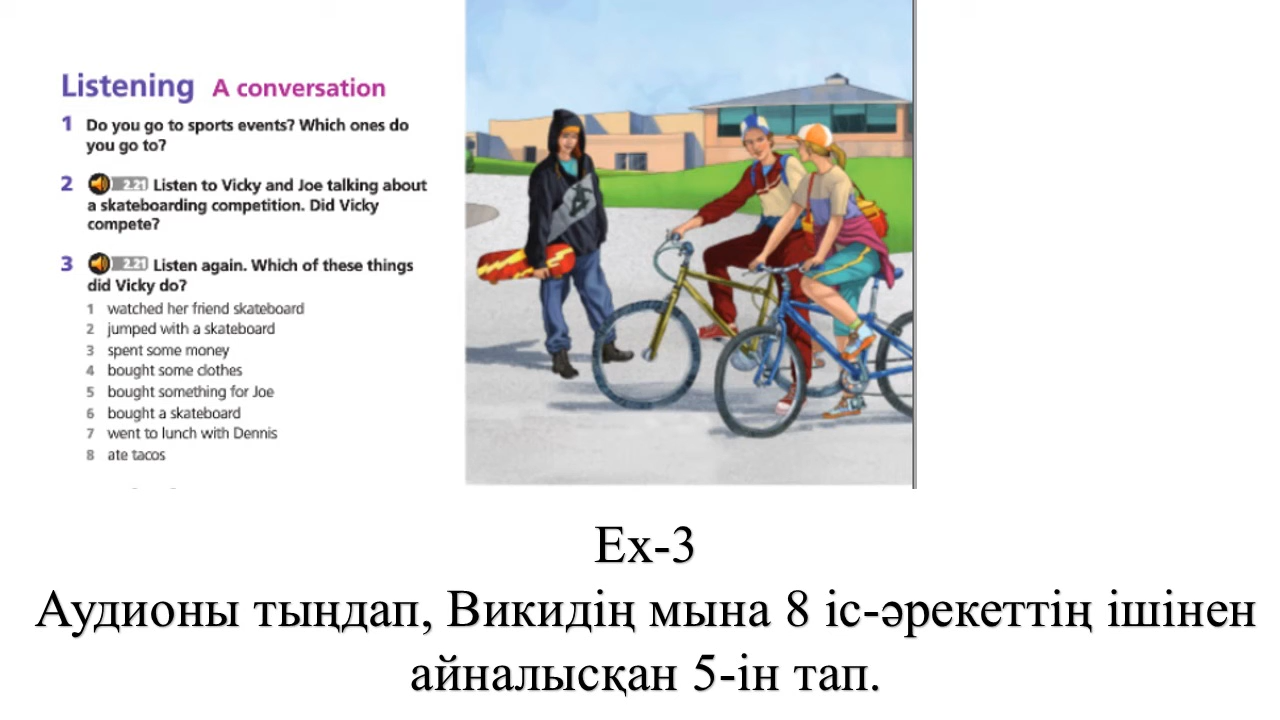 Listening A conversation
1 Do you go to sports events? Which ones do
you go to?
2 2.21 Listen to Vicky and Joe talking about
a skateboarding competition. Did Vicky
compete?
3 2.21 Listen again. Which of these things
did Vicky do?
1 watched her friend skateboard
2 jumped with a skateboard
3 spent some money
4 bought some clothes
5 bought something for Joe
6 bought a skateboard
7 went to lunch with Dennis
8 ate tacos
Ex-3
Аудионы тыңдап, Викидің мына 8 іс-әрекеттің ішінен
айналысқан 5-ін тап.